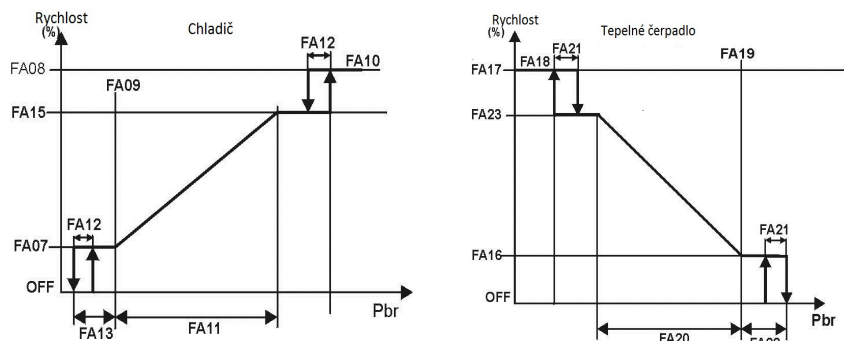 Rychlost
(%)
Chladič
FA12
FA08
FA10
FA09
FA15
FA12
FA07
OFF
Pbr
FA13
FA11
Rychlost
(%)
Tepelné čerpadlo
FA21
FA19
FA17
FA18
FA23
FA21
FA16
OFF
Pbr
FA20